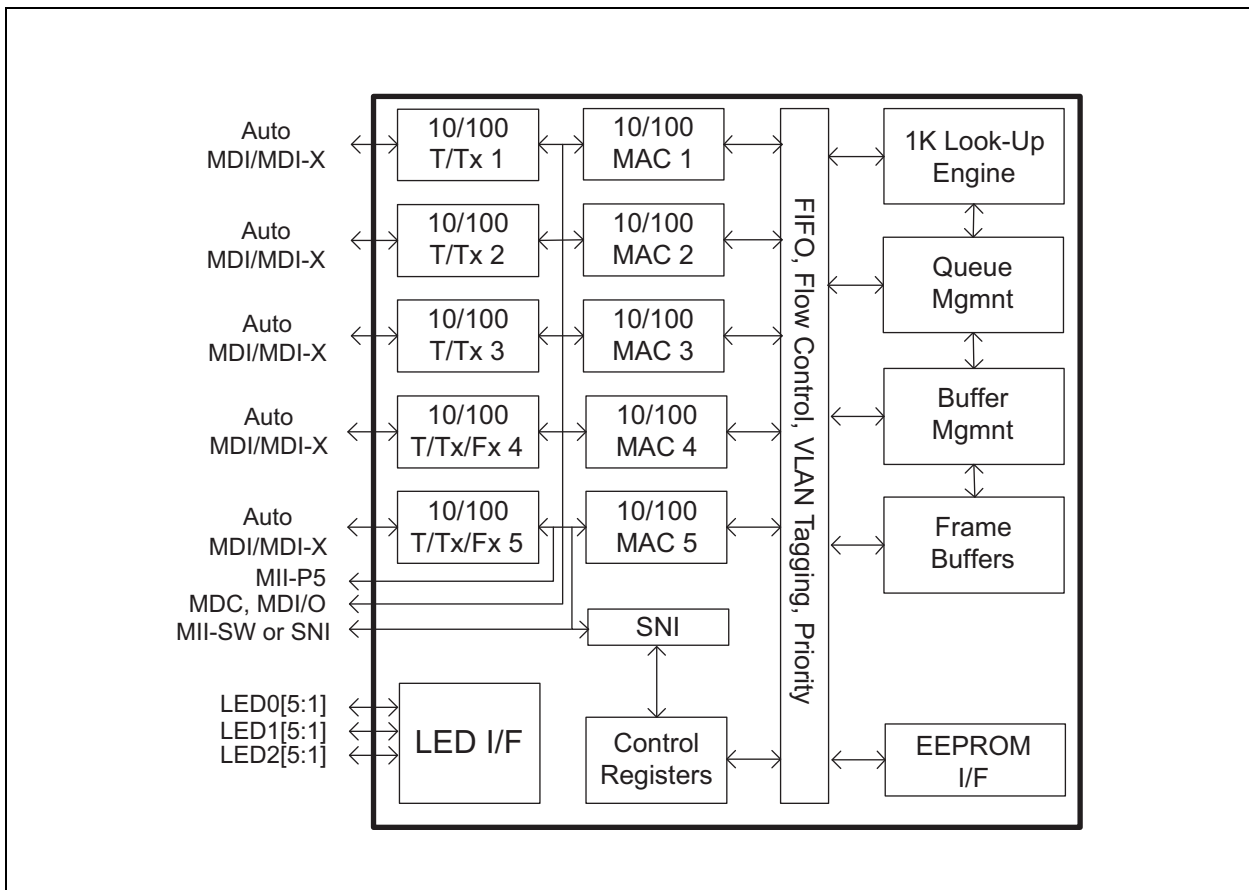 Auto
MDI/MDI-X
10/100
T/Tx 1
10/100
MAC 1
1K Look-Up
Engine
Auto
MDI/MDI-X
10/100
T/Tx 2
10/100
MAC 2
Queue
Mgmnt
Auto
MDI/MDI-X
10/100
T/Tx 3
10/100
MAC 3
Auto
MDI/MDI-X
10/100
T/Tx/Fx 4
10/100
MAC 4
Buffer
Mgmnt
Auto
MDI/MDI-X
10/100
T/Tx/Fx 5
10/100
MAC 5
Frame
Buffers
FIFO, Flow Control, VLAN Tagging, Priority
MII-P5
MDC, MDI/O
MII-SW or SNI
SNI
LED0[5:1]
LED1[5:1]
LED2[5:1]
LED I/F
Control
Registers
EEPROM
I/F